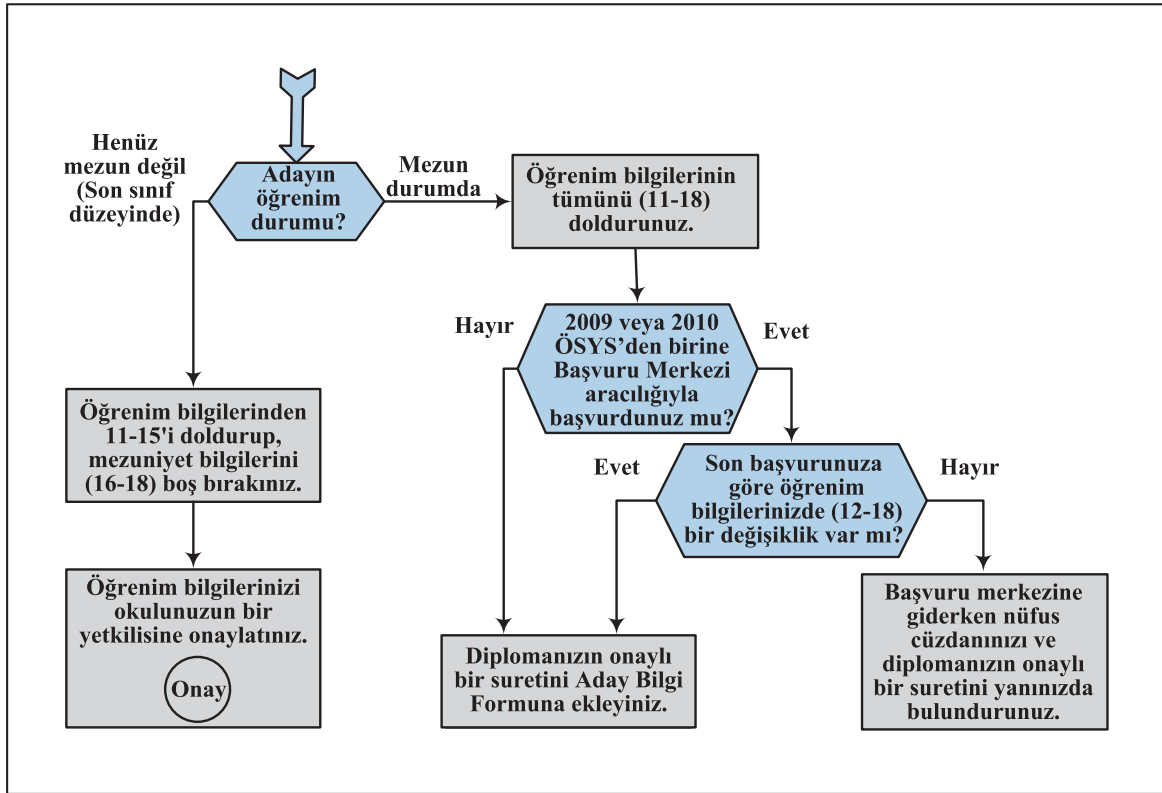 Henüz
mezun değil
(Son sınıf
düzeyinde)
Adayın
öğrenim
durumu?
Mezun
durumda
Öğrenim bilgilerinin
tümünü (11-18)
doldurunuz.
Hayır
2009 veya 2010
ÖSYS’den birine
Başvuru Merkezi
aracılığıyla
başvurdunuz mu?
Evet
Öğrenim bilgilerinden
11-15'i doldurup,
mezuniyet bilgilerini
(16-18) boş bırakınız.
Evet
Son başvurunuza
göre öğrenim
bilgilerinizde (12-18)
bir değişiklik var mı?
Hayır
Öğrenim bilgilerinizi
okulunuzun bir
yetkilisine onaylatınız.
Onay
Diplomanızın onaylı
bir suretini Aday Bilgi
Formuna ekleyiniz.
Başvuru merkezine
giderken nüfus
cüzdanınızı ve
diplomanızın onaylı
bir suretini yanınızda
bulundurunuz.